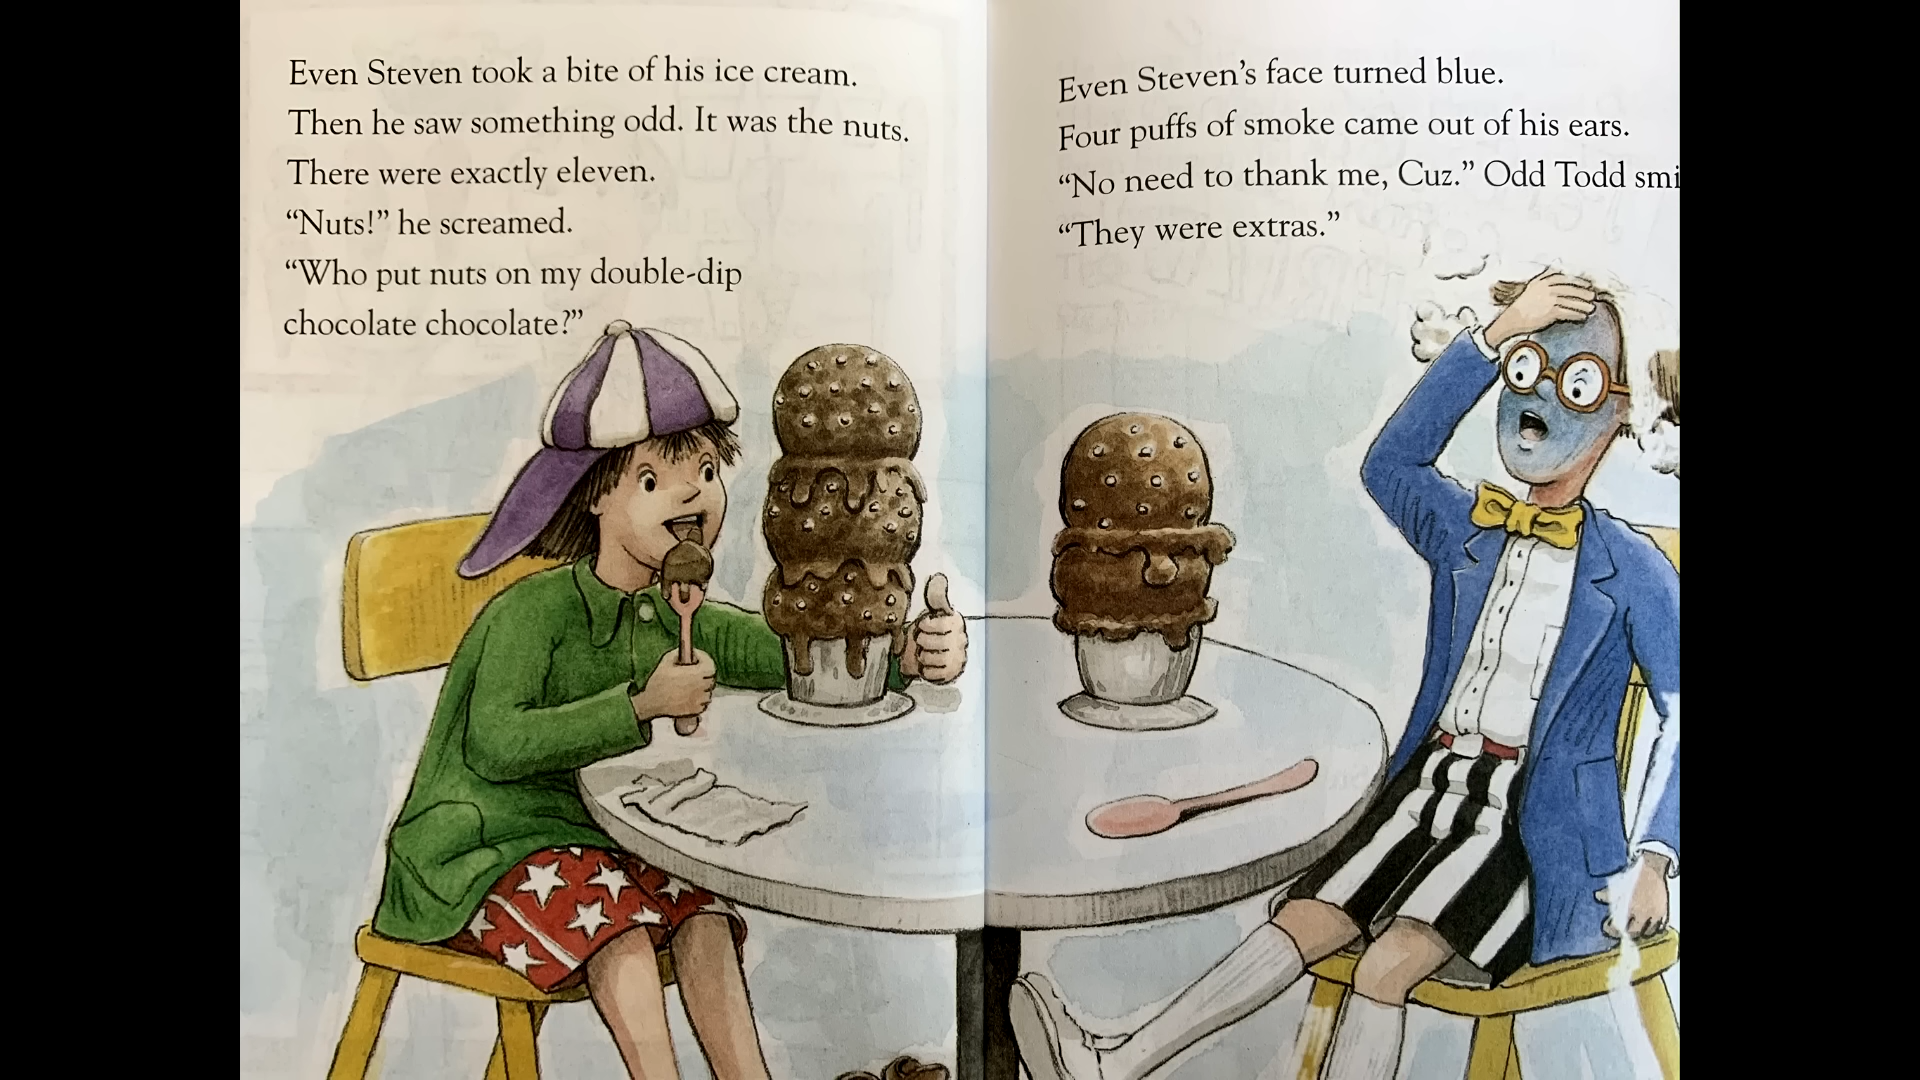 Even Steven took a bite of his ice cream.
Then he saw something odd. It was the nuts.
There were exactly eleven.
“Nuts!” he screamed.
“Who put nuts on my double-dip
chocolate chocolate?”
Even Steven’s face turned blue.
Four puffs of smoke came out of his ears.
“No need to thank me, Cuz.” Odd Todd smi
“They were extras.”